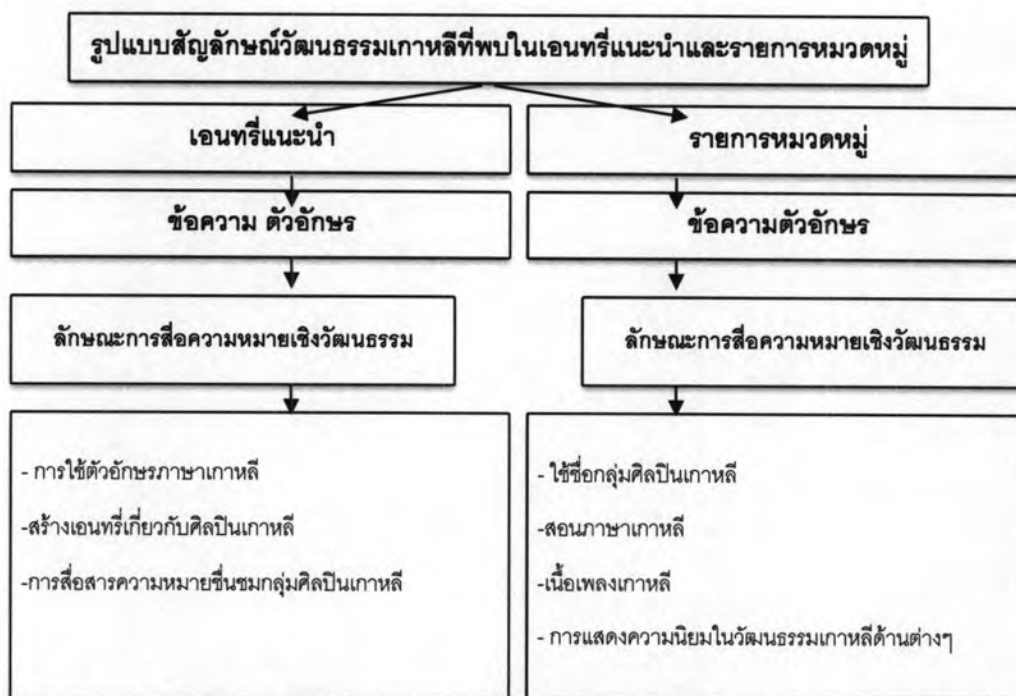 รูปแบบสัญลักษณ์วัฒนธรรมเกาหลีที่พบในเอนทรี่แนะนำและรายการหมวดหมู่
เอนทรี่แนะนำ
ข้อความ ตัวอักษร
ลักษณะการสื่อความหมายเชิงวัฒนธรรม
- การใช้ตัวอักษรภาษาเกาหลี
-สร้างเอนทรี่เกี่ยวกับศิลปินเกาหลี
-การสื่อสารความหมายชื่นชมกลุ่มศิลปินเกาหลี
รายการหมวดหมู่
ข้อความตัวอักษร
ลักษณะการสื่อความหมายเชิงวัฒนธรรม
- ใช้ชื่อกลุ่มศิลปินเกาหลี
-สอนภาษาเกาหลี
-เนื้อเพลงเกาหลี
- การแสดงความนิยมในวัฒนธรรมเกาหลีด้านต่างๆ